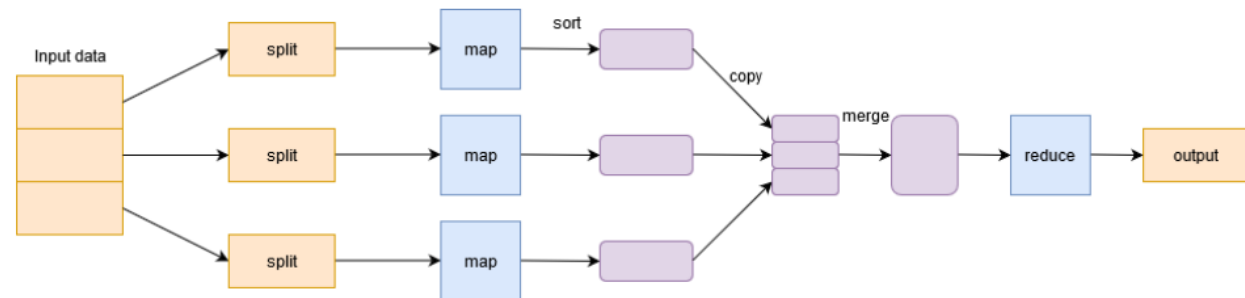 Input data
split
map
sort
copy
split
map
merge
reduce
output
split
map